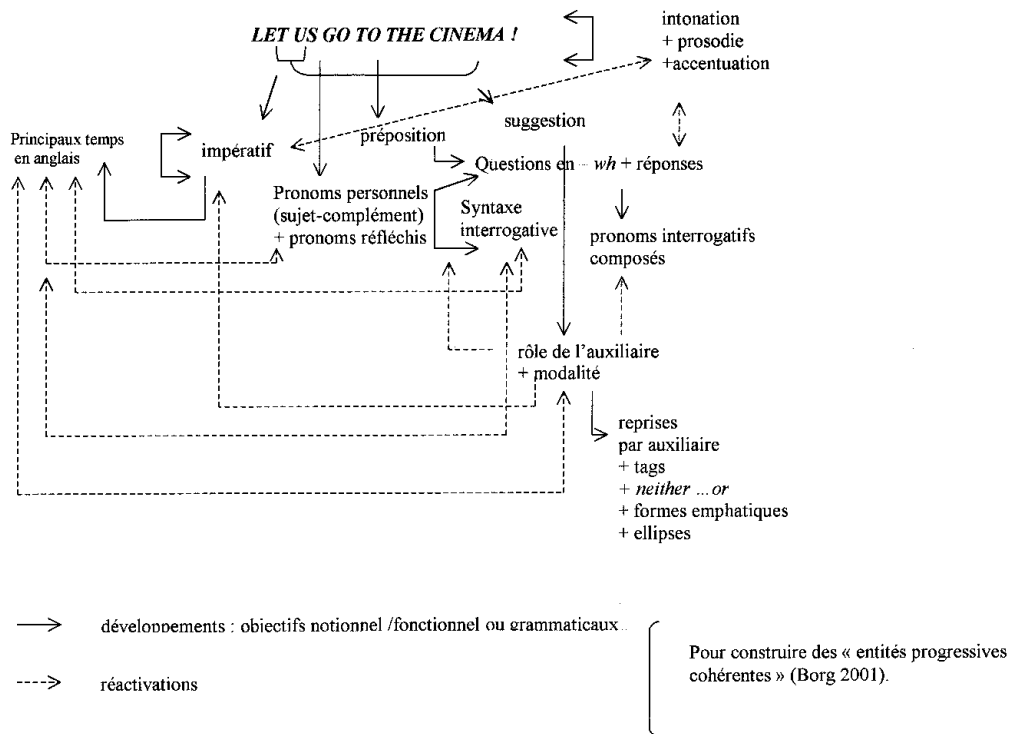 LET US GO TO THE CINEMA !
intonation
+ prosodie
+accentuation
suggestion
préposition
Principaux temps
en anglais
impératif
Questions en – wh + réponses
Pronoms personnels
(sujet-complément)
+ pronoms réfléchis
Syntaxe
interrogative
pronoms interrogatifs
composés
rôle de l’auxiliaire
+ modalité
reprises
par auxiliaire
+ tags
+ neither ...or
+ formes emphatiques
+ ellipses
développements : objectifs notionnel /fonctionnel ou grammaticaux
réactivations
Pour construire des « entités progressives
cohérentes » (Borg 2001).